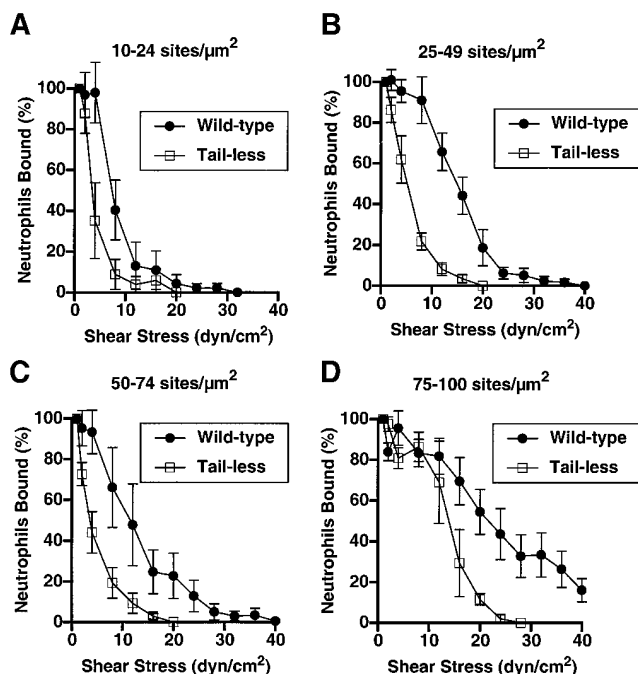 A
10-24 sites/µm²
Neutrophils Bound (%)
100
80
60
40
20
0
Wild-type
Tail-less
0 10 20 30 40
Shear Stress (dyn/cm²)
B
25-49 sites/µm²
Neutrophils Bound (%)
100
80
60
40
20
0
Wild-type
Tail-less
0 10 20 30 40
Shear Stress (dyn/cm²)
C
50-74 sites/µm²
Neutrophils Bound (%)
100
80
60
40
20
0
Wild-type
Tail-less
0 10 20 30 40
Shear Stress (dyn/cm²)
D
75-100 sites/µm²
Neutrophils Bound (%)
100
80
60
40
20
0
Wild-type
Tail-less
0 10 20 30 40
Shear Stress (dyn/cm²)